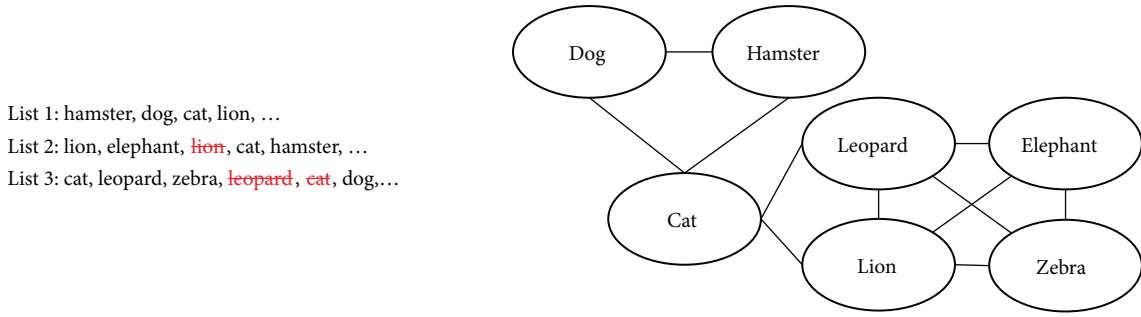 List 1: hamster, dog, cat, lion, …
List 2: lion, elephant, lion, cat, hamster, …
List 3: cat, leopard, zebra, leopard, cat, dog,…
Dog
Hamster
Leopard
Elephant
Cat
Lion
Zebra